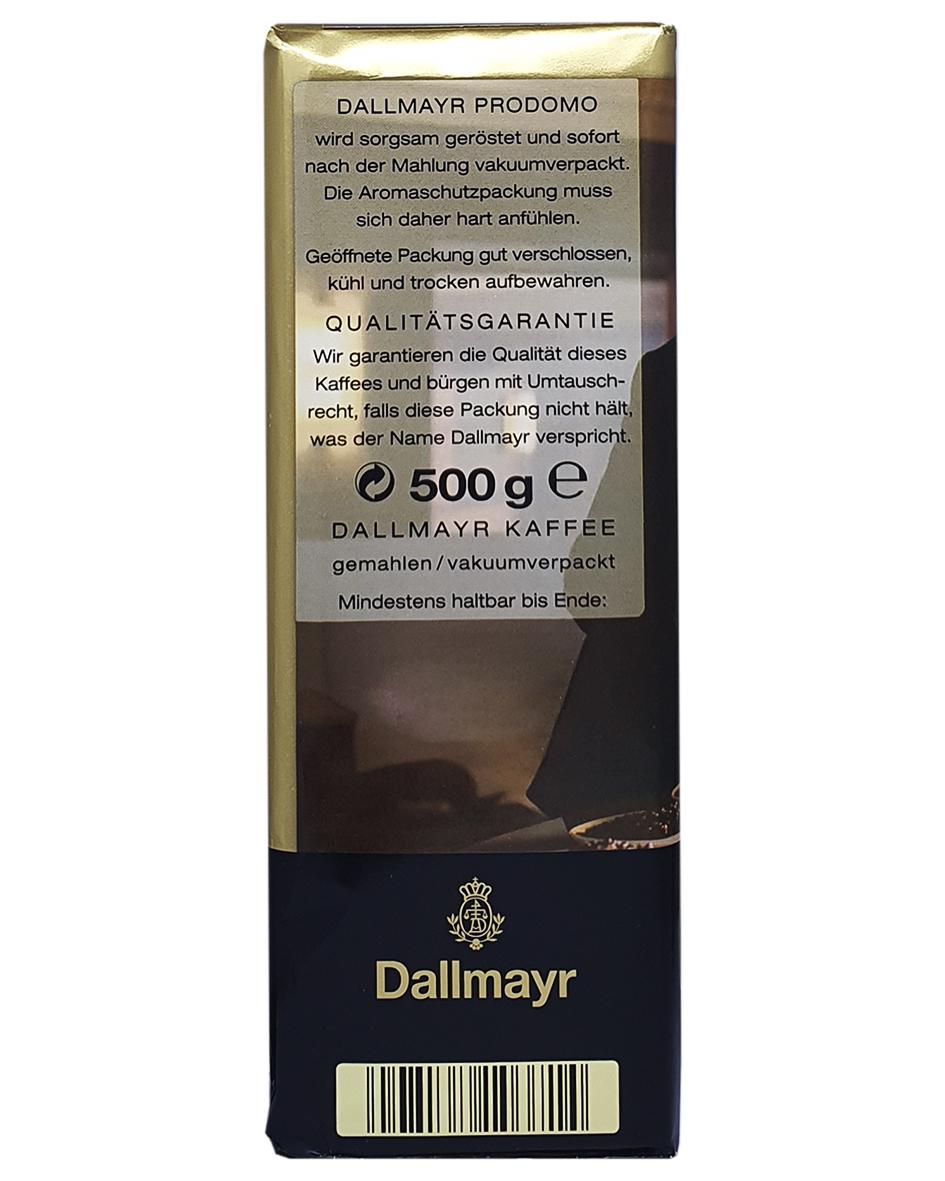 DALLMAYR PRODOMO
wird sorgsam geröstet und sofort
nach der Mahlung vakuumverpackt.
Die Aromaschutzpackung muss
sich daher hart anfühlen.
Geöffnete Packung gut verschlossen,
kühl und trocken aufbewahren.
QUALITÄTSGARANTIE
Wir garantieren die Qualität dieses
Kaffees und bürgen mit Umtausch-
recht, falls diese Packung nicht hält,
was der Name Dallmayr verspricht.
500 g ℮
DALLMAYR KAFFEE
gemahlen / vakuumverpackt
Mindestens haltbar bis Ende:
Dallmayr